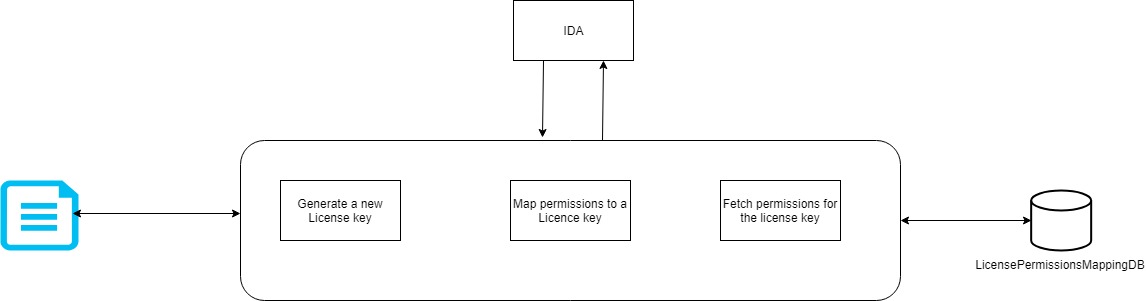 IDA
Generate a new
License key
Map permissions to a
Licence key
Fetch permissions for
the license key
LicensePermissionsMappingDB